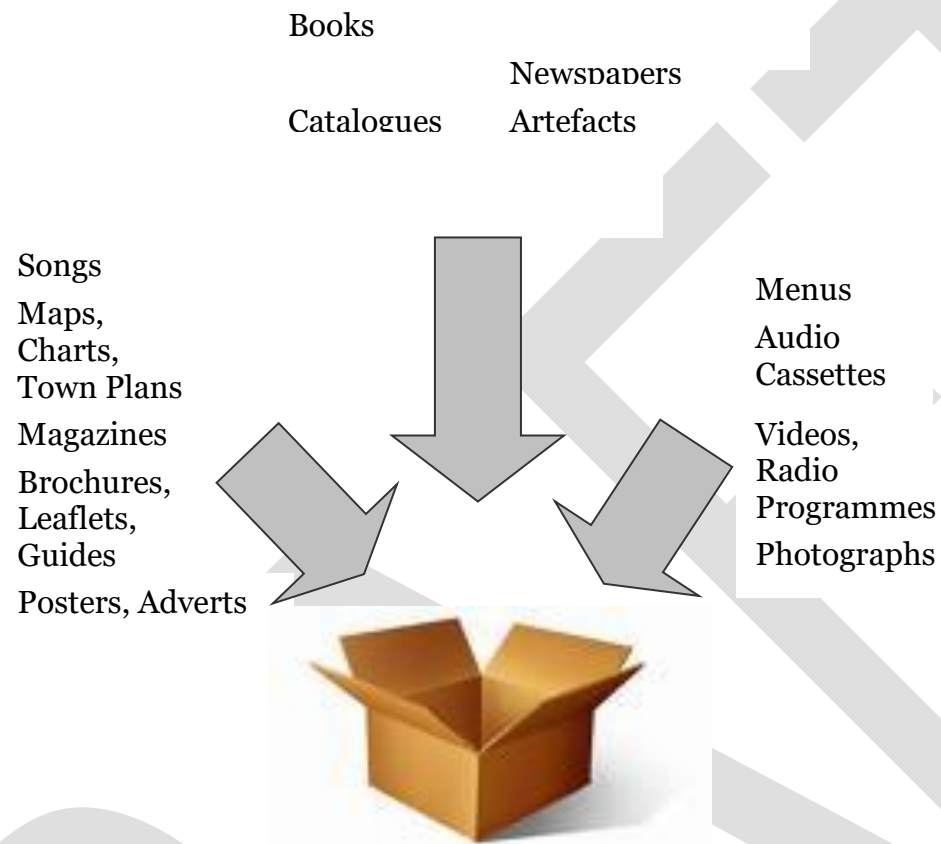 Books
Newspapers
Catalogues Artefacts
Songs
Maps,
Charts,
Town Plans
Magazines
Brochures,
Leaflets,
Guides
Posters, Adverts
Menus
Audio
Cassettes
Videos,
Radio
Programmes
Photographs